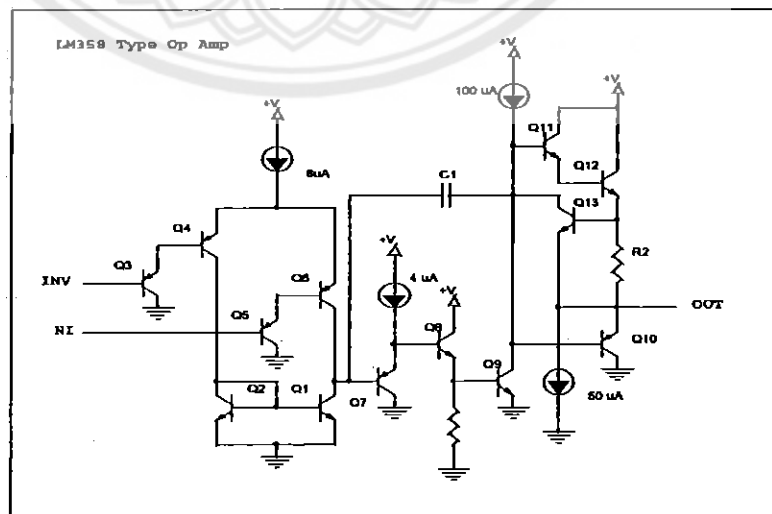 LM358 Type Op Amp
+V
100 uA
+V
Q11
+V
6uA
Q12
C1
Q13
Q4
+V
R2
Q3
Q6
4 uA
+V
INV
OUT
NI
Q5
Q8
Q10
Q9
Q2
Q1
Q7
50 uA